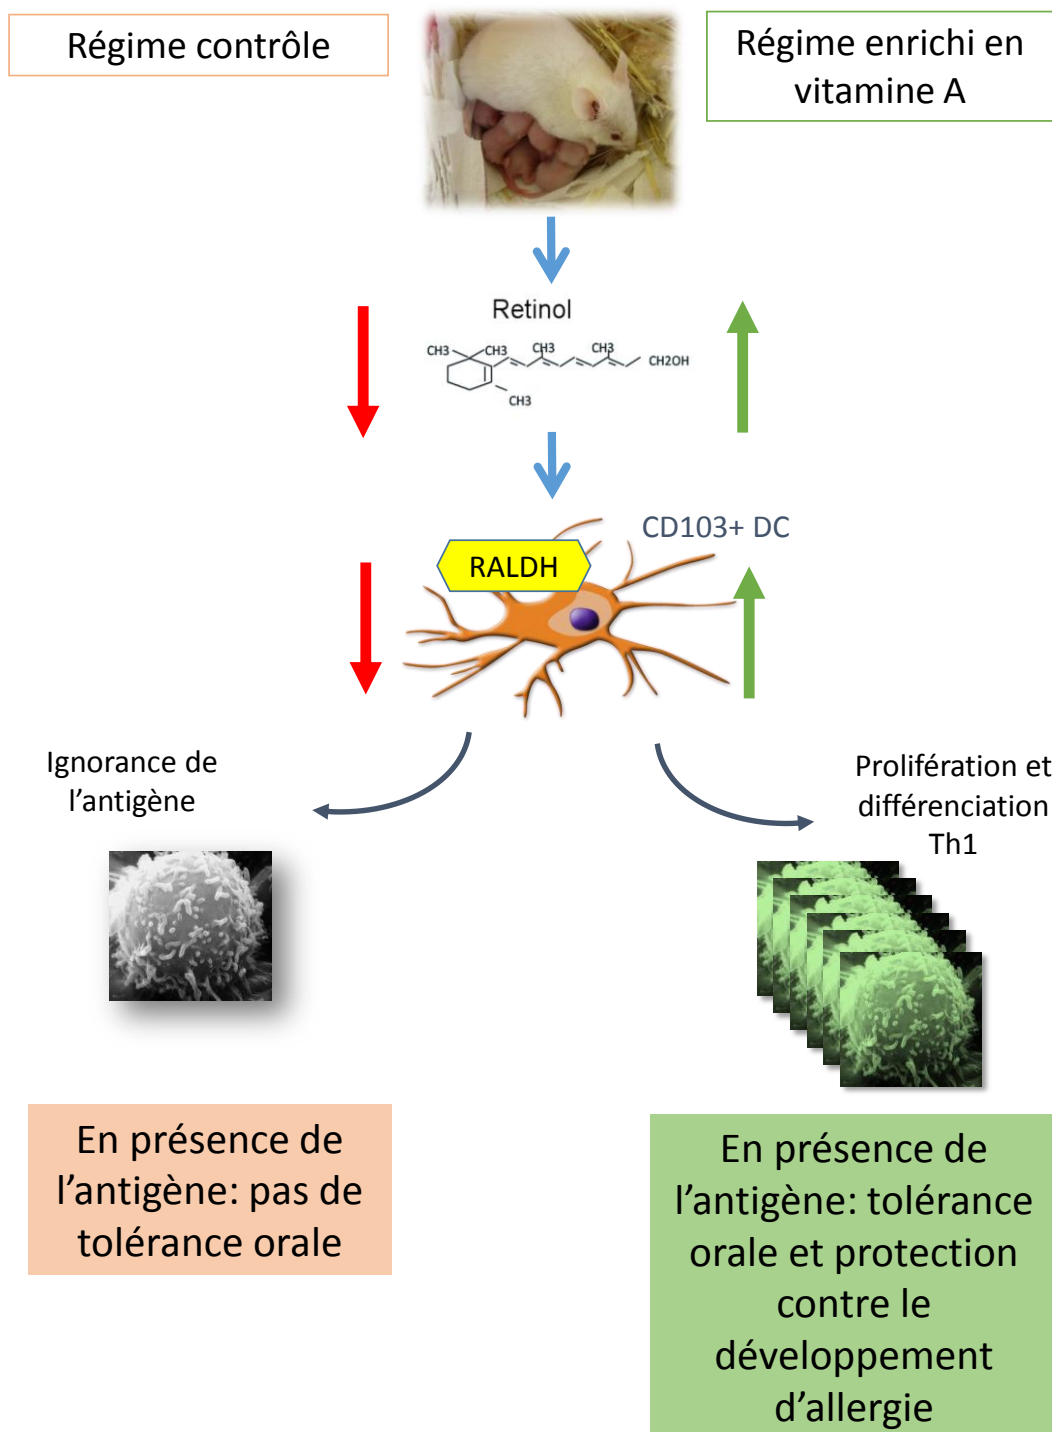 Régime contrôle
Régime enrichi en
vitamine A
Retinol
CH3
CH3
CH3
CH3
CH2OH
CH3
CD103+ DC
RALDH
Ignorance de
l’antigène
Prolifération et
différenciation
Th1
En présence de
l’antigène: pas de
tolérance orale
En présence de
l’antigène: tolérance
orale et protection
contre le
développement
d’allergie